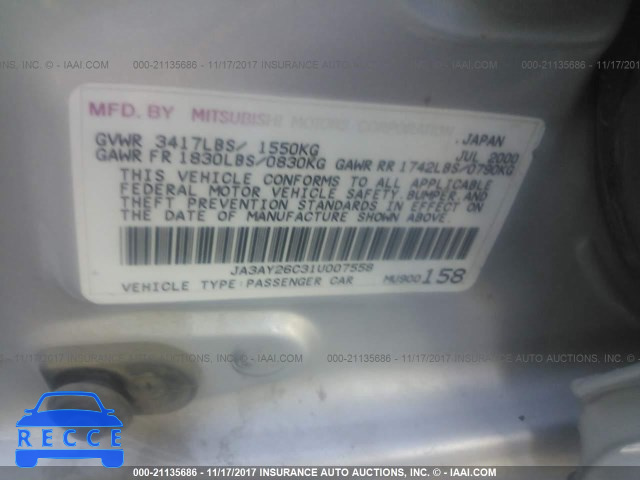 000-21135686 - 11/17/2017 INSURANCE AUTO AUCTIONS, INC. - © IAAI.COM
MFD. BY MITSUBISHI MOTORS CORPORATION
JAPAN
GVWR 3417LBS/ 1550KG
JUL 2000
GAWR FR 1830LBS/0830KG GAWR RR 1742LBS/0790KG
THIS VEHICLE CONFORMS TO ALL APPLICABLE
FEDERAL MOTOR VEHICLE SAFETY, BUMPER, AND
THEFT PREVENTION STANDARDS IN EFFECT ON
THE DATE OF MANUFACTURE SHOWN ABOVE.
JA3AY26C31U007558
VEHICLE TYPE:PASSENGER CAR MU900158
UCTIONS, INC. - © IAAI.COM
000-21135686 - 11/17/2017 INSURANCE AUTO AUCTIONS, INC. - ©
RECCE
000-21135686 - 11/17/2017 INSURANCE AUTO AUCTIONS, INC. - © IAAI.COM